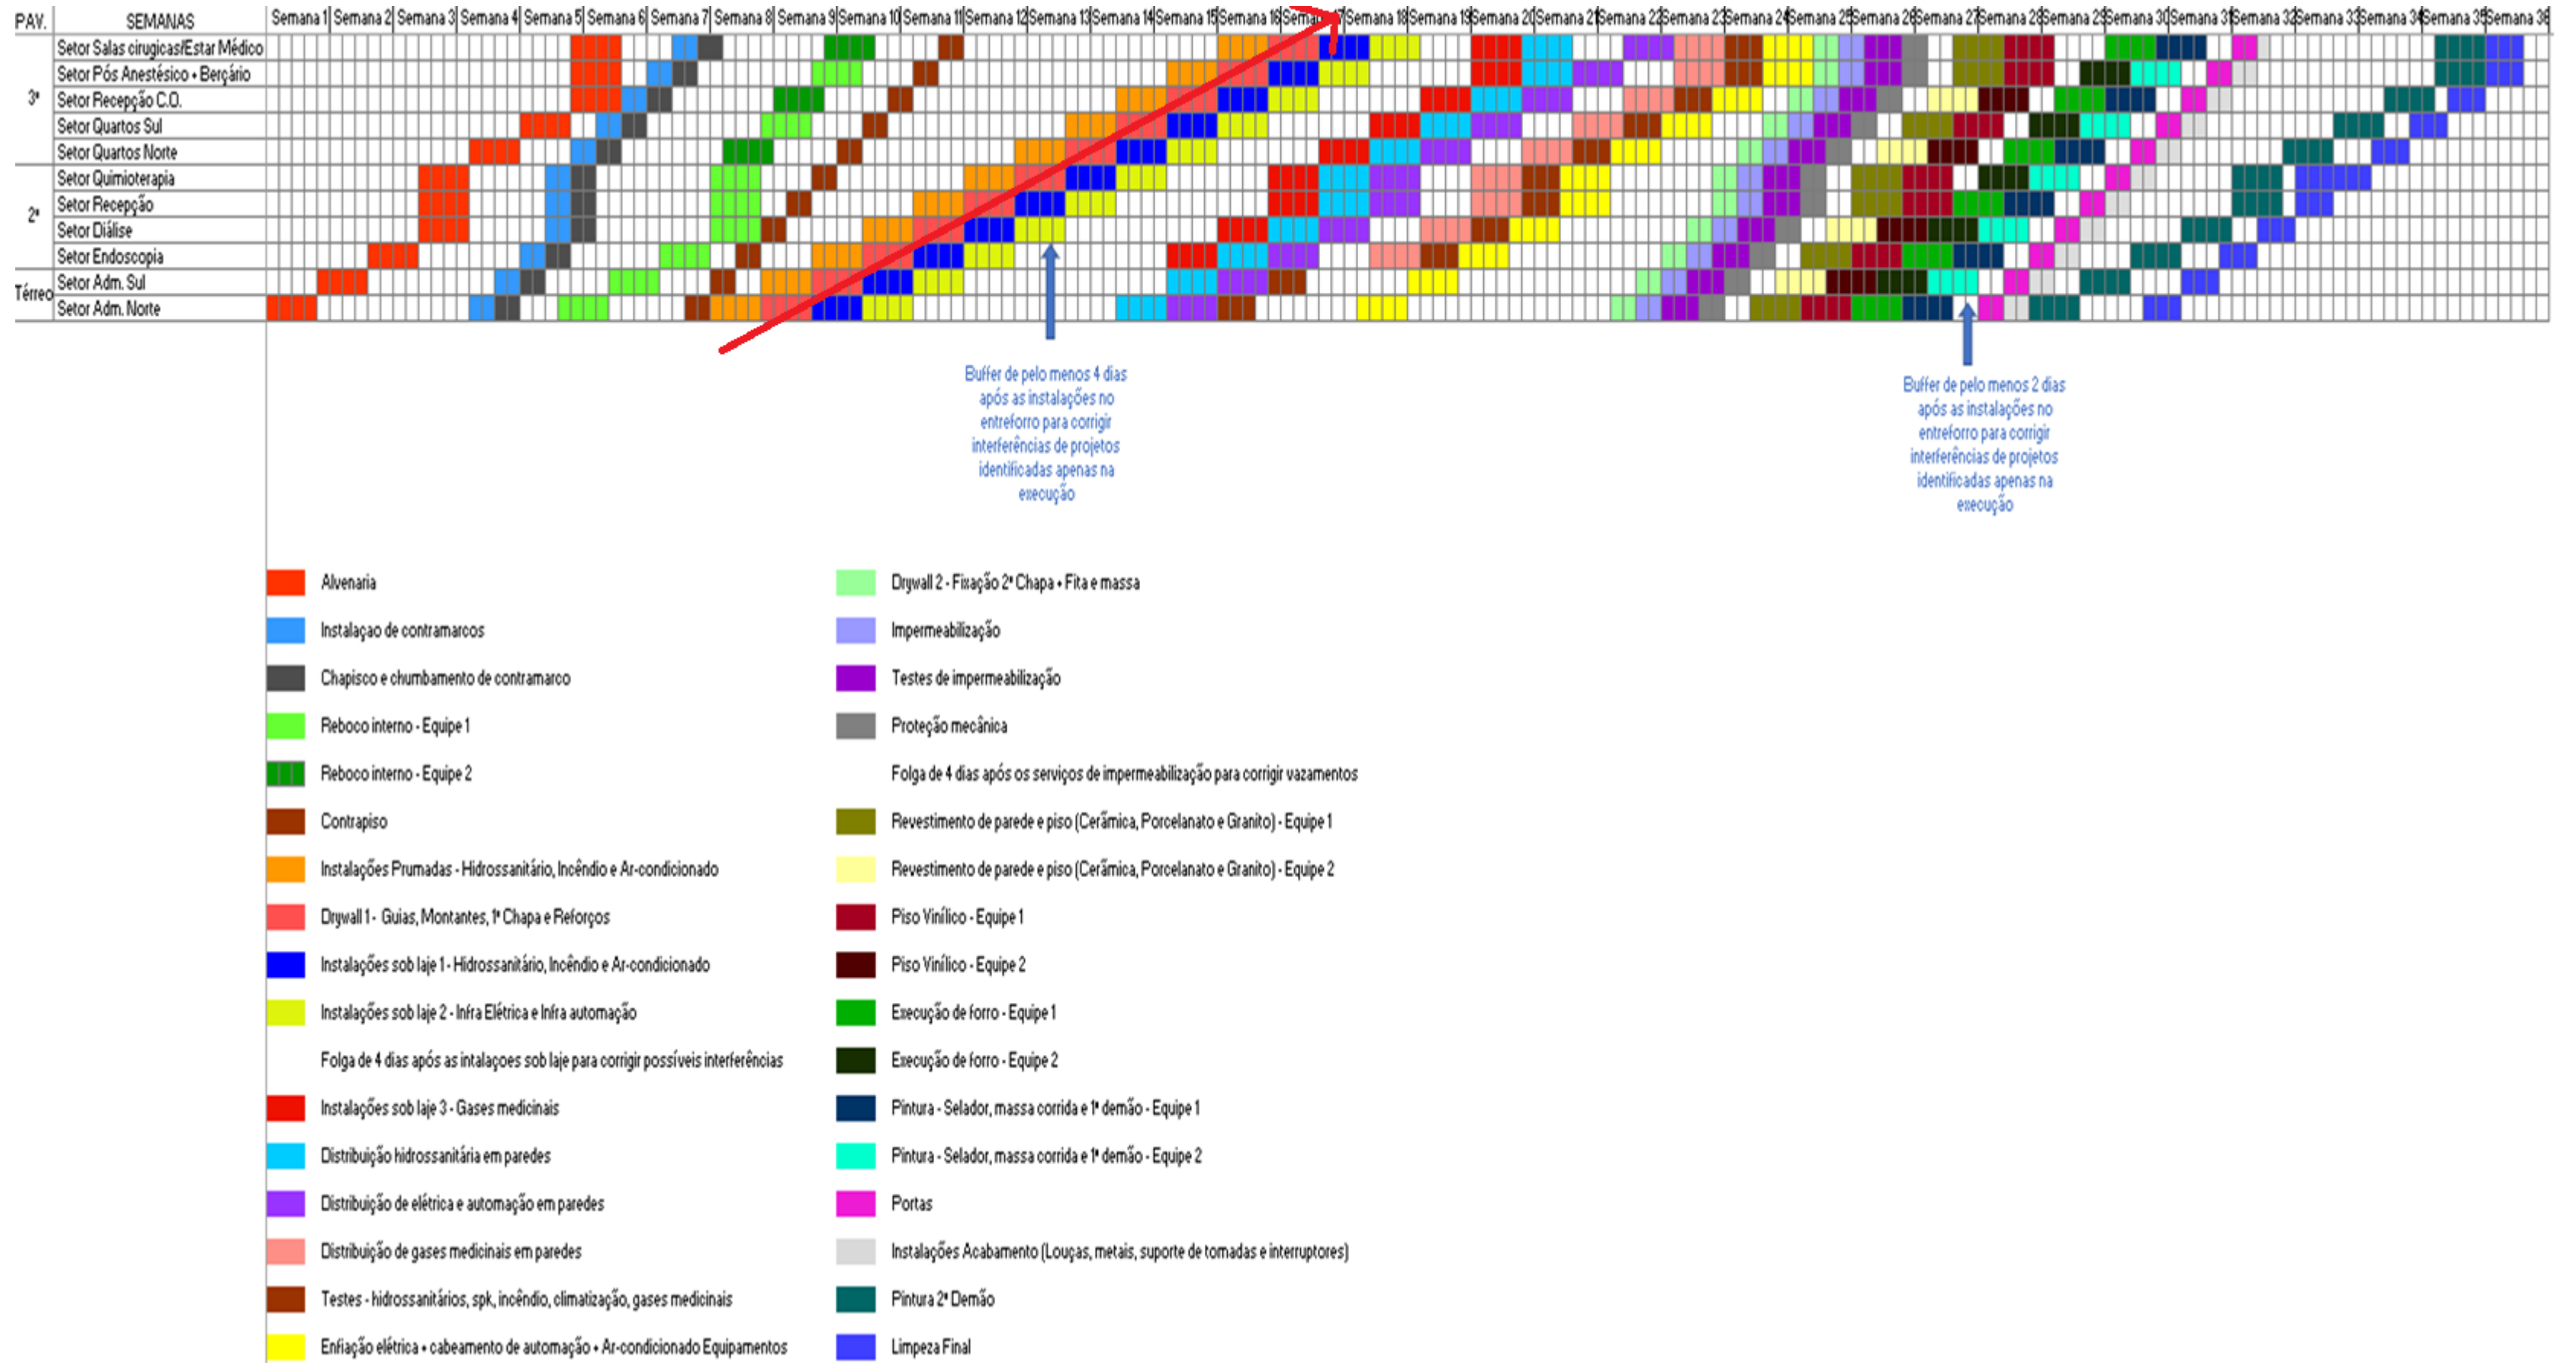 PAV. SEMANAS Semana 1 Semana 2 Semana 3 Semana 4 Semana 5 Semana 6 Semana 7 Semana 8 Semana 9 Semana 10 Semana 11 Semana 12 Semana 13 Semana 14 Semana 15 Semana 16 Semana 18 Semana 19 Semana 20 Semana 21 Semana 22 Semana 23 Semana 24 Semana 25 Semana 26 Semana 27 Semana 28 Semana 29 Semana 30 Semana 31 Semana 32 Semana 33 Semana 34 Semana 35 Semana 36
Setor Salas cirugicas/Estar Médico
Setor Pós Anestésico + Berçário
3º Setor Recepção C.O.
Setor Quartos Sul
Setor Quartos Norte
Setor Quimioterapia
2º Setor Recepção
Setor Diálise
Setor Endoscopia
Térreo Setor Adm. Sul
Setor Adm. Norte
Buffer de pelo menos 4 dias
após as instalações no
entreforro para corrigir
interferências de projetos
identificadas apenas na
execução
Buffer de pelo menos 2 dias
após as instalações no
entreforro para corrigir
interferências de projetos
identificadas apenas na
execução
Alvenaria
Instalaçao de contramarcos
Chapisco e chumbamento de contramarco
Reboco interno - Equipe 1
Reboco interno - Equipe 2
Contrapiso
Instalações Prumadas - Hidrossanitário, Incêndio e Ar-condicionado
Drywall 1 - Guias, Montantes, 1ª Chapa e Reforços
Instalações sob laje 1 - Hidrossanitário, Incêndio e Ar-condicionado
Instalações sob laje 2 - Infra Elétrica e Infra automação
Folga de 4 dias após as intalaçoes sob laje para corrigir possíveis interferências
Instalações sob laje 3 - Gases medicinais
Distribuição hidrossanitária em paredes
Distribuição de elétrica e automação em paredes
Distribuição de gases medicinais em paredes
Testes - hidrossanitários, spk, incêndio, climatização, gases medicinais
Enfiação elétrica + cabeamento de automação + Ar-condicionado Equipamentos
Drywall 2 - Fixação 2ª Chapa + Fita e massa
Impermeabilização
Testes de impermeabilização
Proteção mecânica
Folga de 4 dias após os serviços de impermeabilização para corrigir vazamentos
Revestimento de parede e piso (Cerâmica, Porcelanato e Granito) - Equipe 1
Revestimento de parede e piso (Cerâmica, Porcelanato e Granito) - Equipe 2
Piso Vinílico - Equipe 1
Piso Vinílico - Equipe 2
Execução de forro - Equipe 1
Execução de forro - Equipe 2
Pintura - Selador, massa corrida e 1ª demão - Equipe 1
Pintura - Selador, massa corrida e 1ª demão - Equipe 2
Portas
Instalações Acabamento (Louças, metais, suporte de tomadas e interruptores)
Pintura 2ª Demão
Limpeza Final